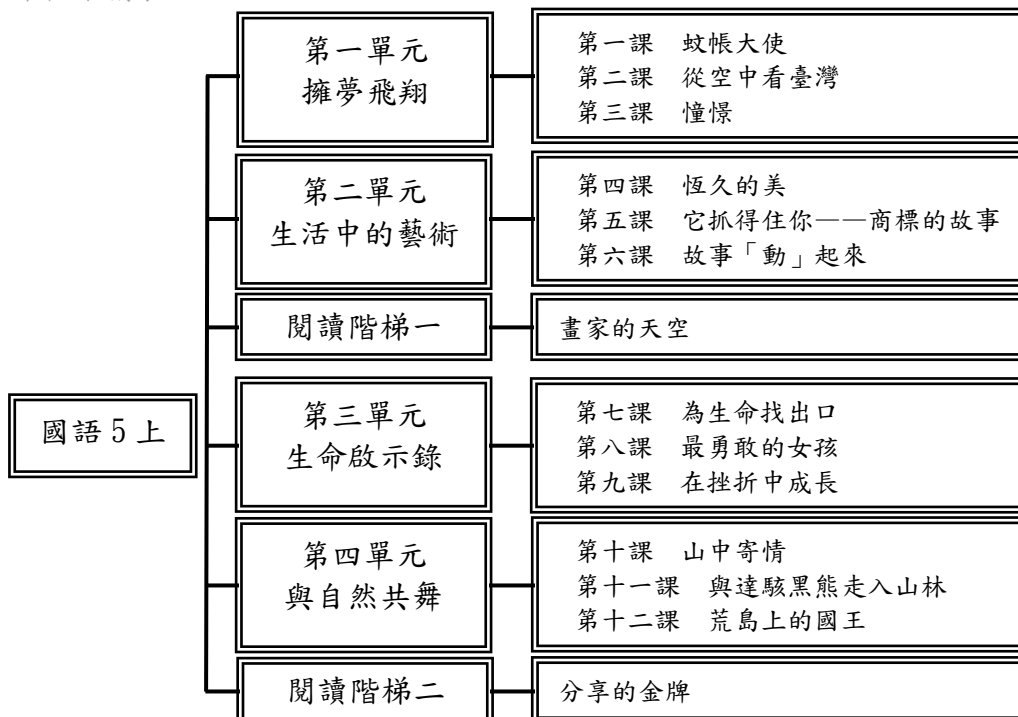 第一單元
擁夢飛翔
第一課 蚊帳大使
第二課 從空中看臺灣
第三課 憧憬
第二單元
生活中的藝術
第四課 恆久的美
第五課 它抓得住你——商標的故事
第六課 故事「動」起來
閱讀階梯一
畫家的天空
國語5上
第三單元
生命啟示錄
第七課 為生命找出口
第八課 最勇敢的女孩
第九課 在挫折中成長
第四單元
與自然共舞
第十課 山中寄情
第十一課 與達駭黑熊走入山林
第十二課 荒島上的國王
閱讀階梯二
分享的金牌